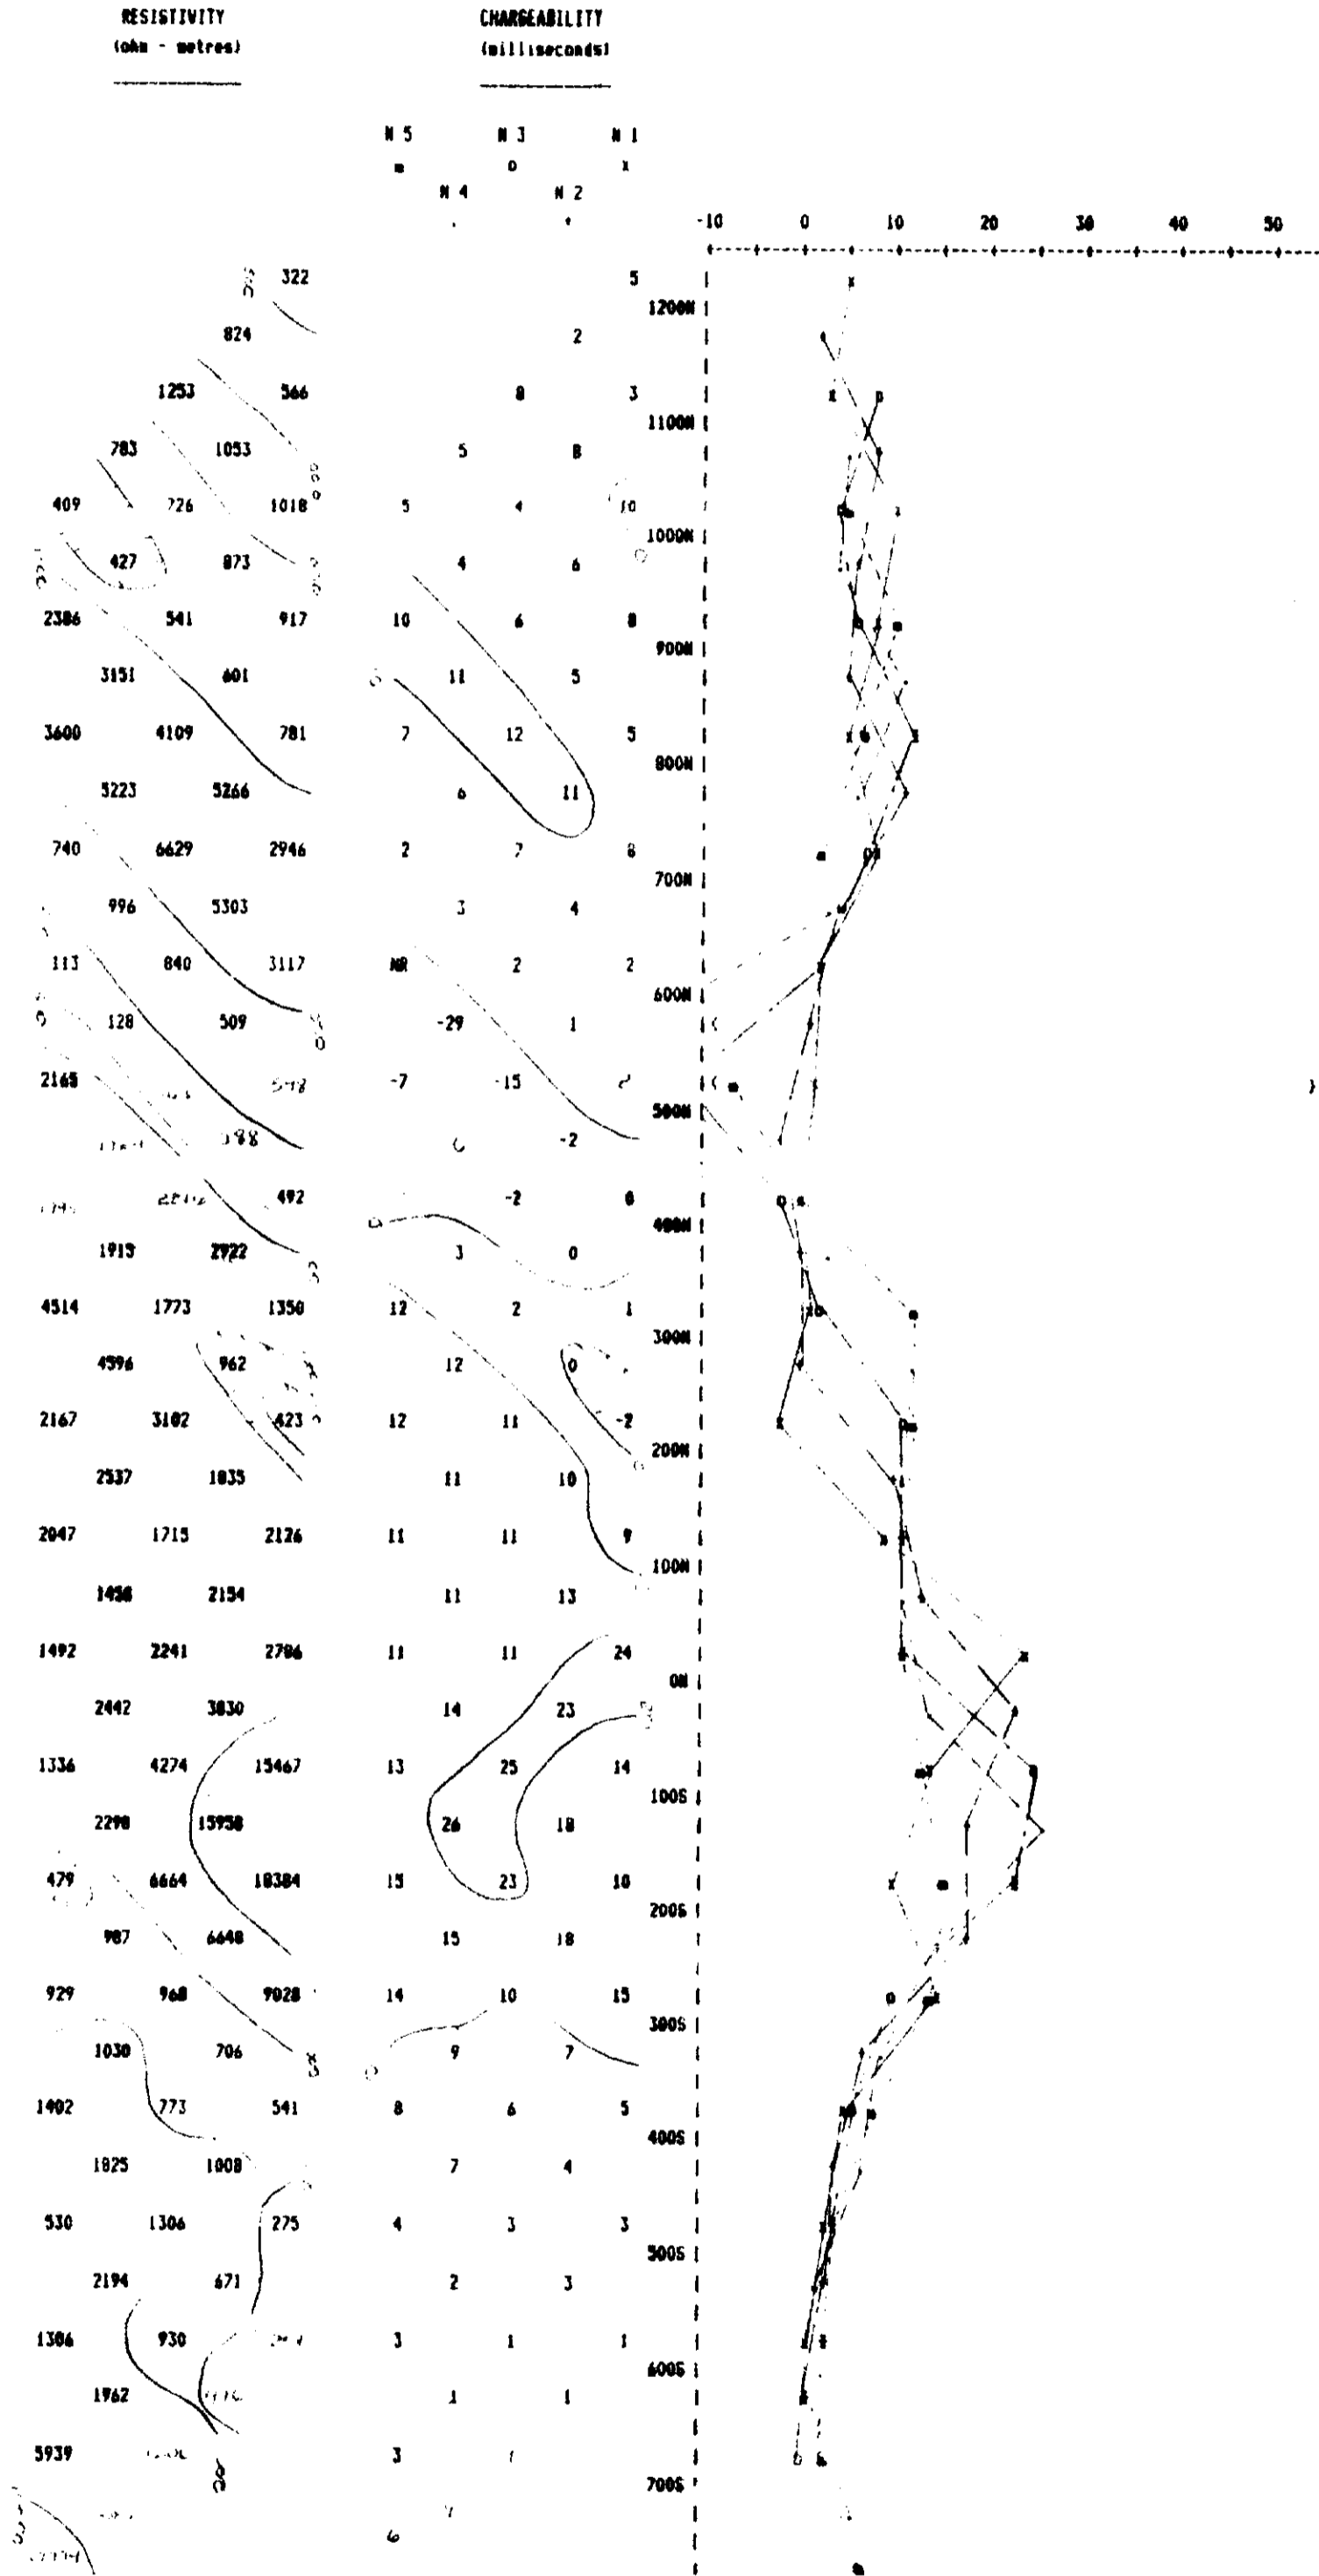 RESISTIVITY CHARGEABILITY
(ohm - metres) (milliseconds)
N 5 N 3 N 1
■ o x
N 4 N 2
-10 0 10 20 30 40 50
322 5
1200N
824 2
1253 566 8 3
1100N
783 1053 5 8
409 726 1018 5 4 10
1000N
427 873 4 6
2386 541 917 10 6 8
900N
3151 601 11 5
3600 4109 781 7 12 5
800N
5223 5266 6 11
740 6629 2946 2 7 8
700N
996 5303 3 4
113 840 3117 NR 2 2
600N
128 509 -29 1
2165 548 -7 -15 2
500N
-2
492 -2 0
400N
1915 2922 3 0
4514 1773 1350 12 2 1
300N
4596 962 12 0
2167 3102 423 12 11 -2
200N
2537 1835 11 10
2047 1715 2126 11 11 9
100N
1458 2154 11 13
1492 2241 2786 11 11 24
0N
2442 3830 14 23
1336 4274 15467 13 25 14
100S
2298 15958 26 18
479 6664 18384 15 23 10
200S
987 6648 15 18
929 968 9028 14 10 15
300S
1030 706 9 7
1402 773 541 8 6 5
400S
1825 1008 7 4
530 1306 275 4 3 3
500S
2194 671 2 3
1386 930 3 1 1
600S
1962 1 1
5939 3 1
700S
6